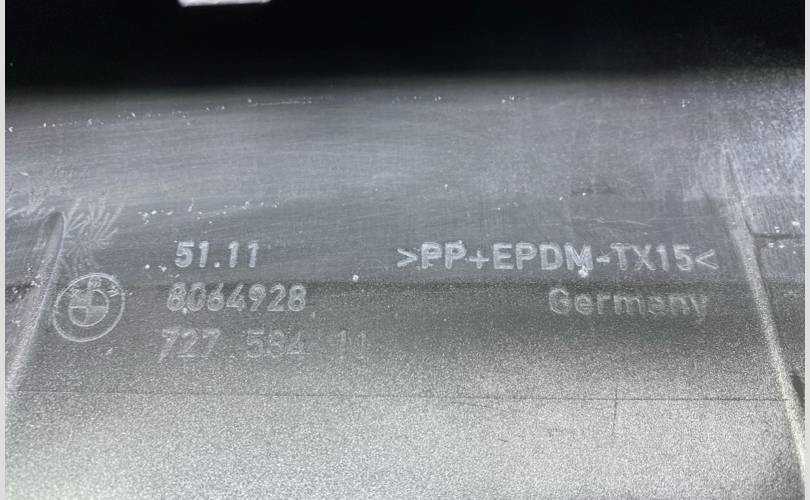 51.11
>PP+EPDM-TX15<
8064928
Germany
727 584 11